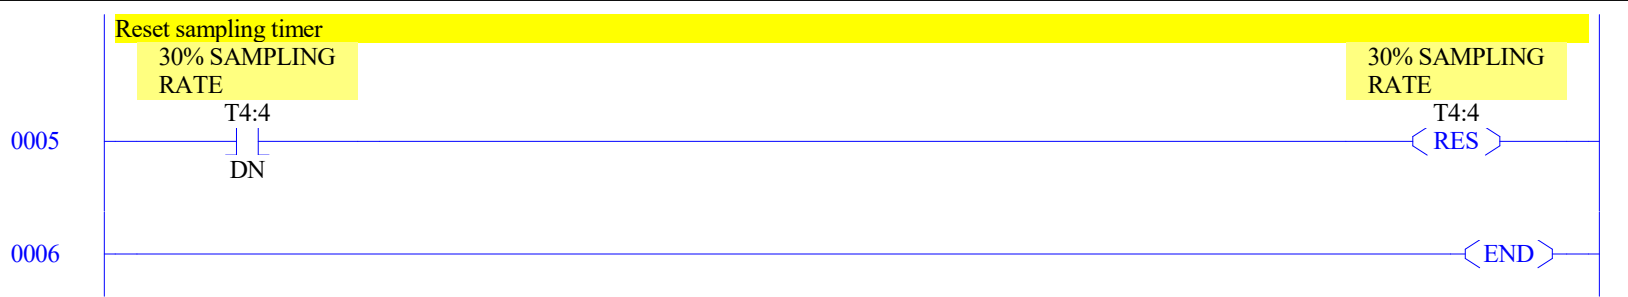 Reset sampling timer
30% SAMPLING
RATE
30% SAMPLING
RATE
T4:4
T4:4
0005
RES
DN
0006
END